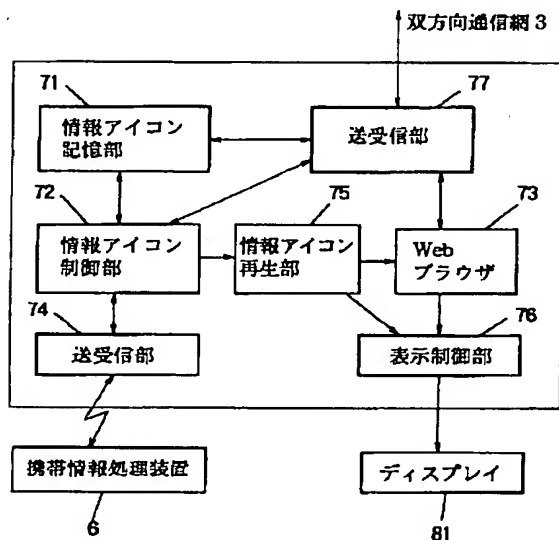 双方向通信網3
71
77
情報アイコン
記憶部
送受信部
72
75
73
情報アイコン
制御部
情報アイコン
再生部
Web
ブラウザ
74
76
送受信部
表示制御部
携帯情報処理装置
ディスプレイ
6
81